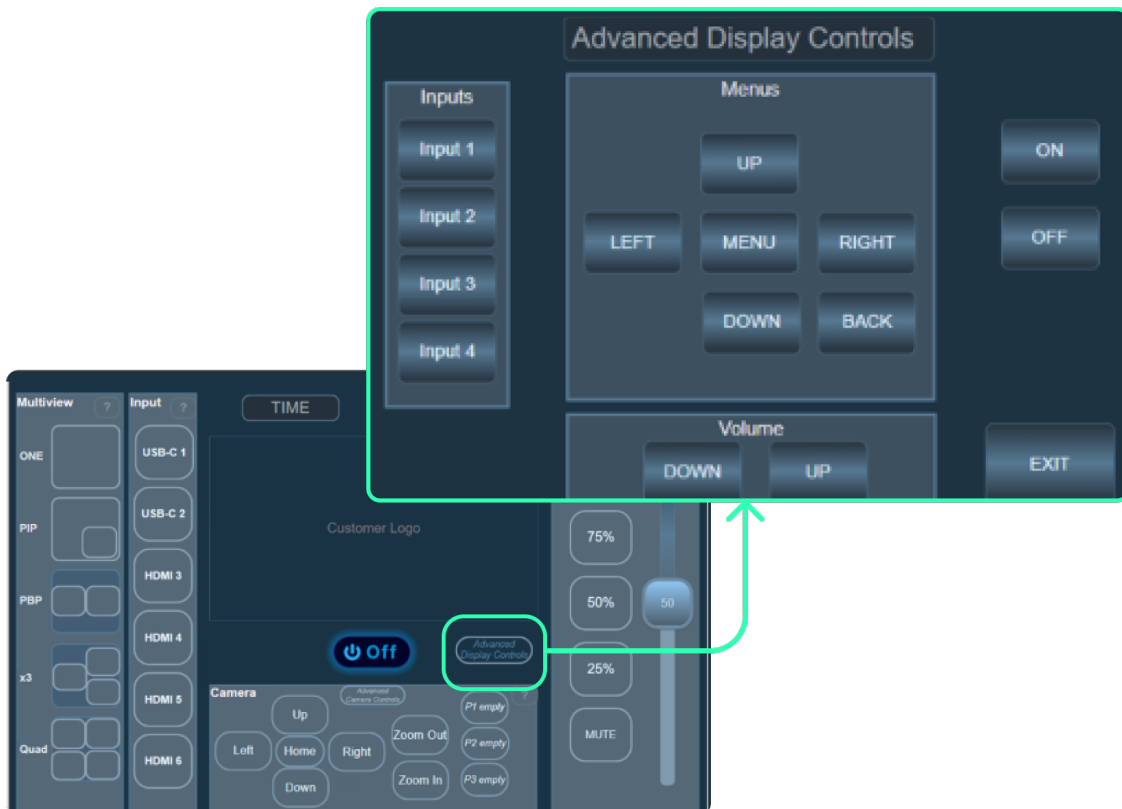 Advanced Display Controls
Inputs
Input 1
Input 2
Input 3
Input 4
Menus
UP
LEFT
MENU
RIGHT
DOWN
BACK
ON
OFF
Volume
DOWN
UP
EXIT
Multiview
?
ONE
PIP
PBP
x3
Quad
Input
?
USB-C 1
USB-C 2
HDMI 3
HDMI 4
HDMI 5
HDMI 6
TIME
Customer Logo
Off
Advanced
Display Controls
Camera
Advanced
Camera Controls
?
Up
Left
Home
Right
Down
Zoom Out
Zoom In
P1 empty
P2 empty
P3 empty
75%
50%
25%
MUTE
50